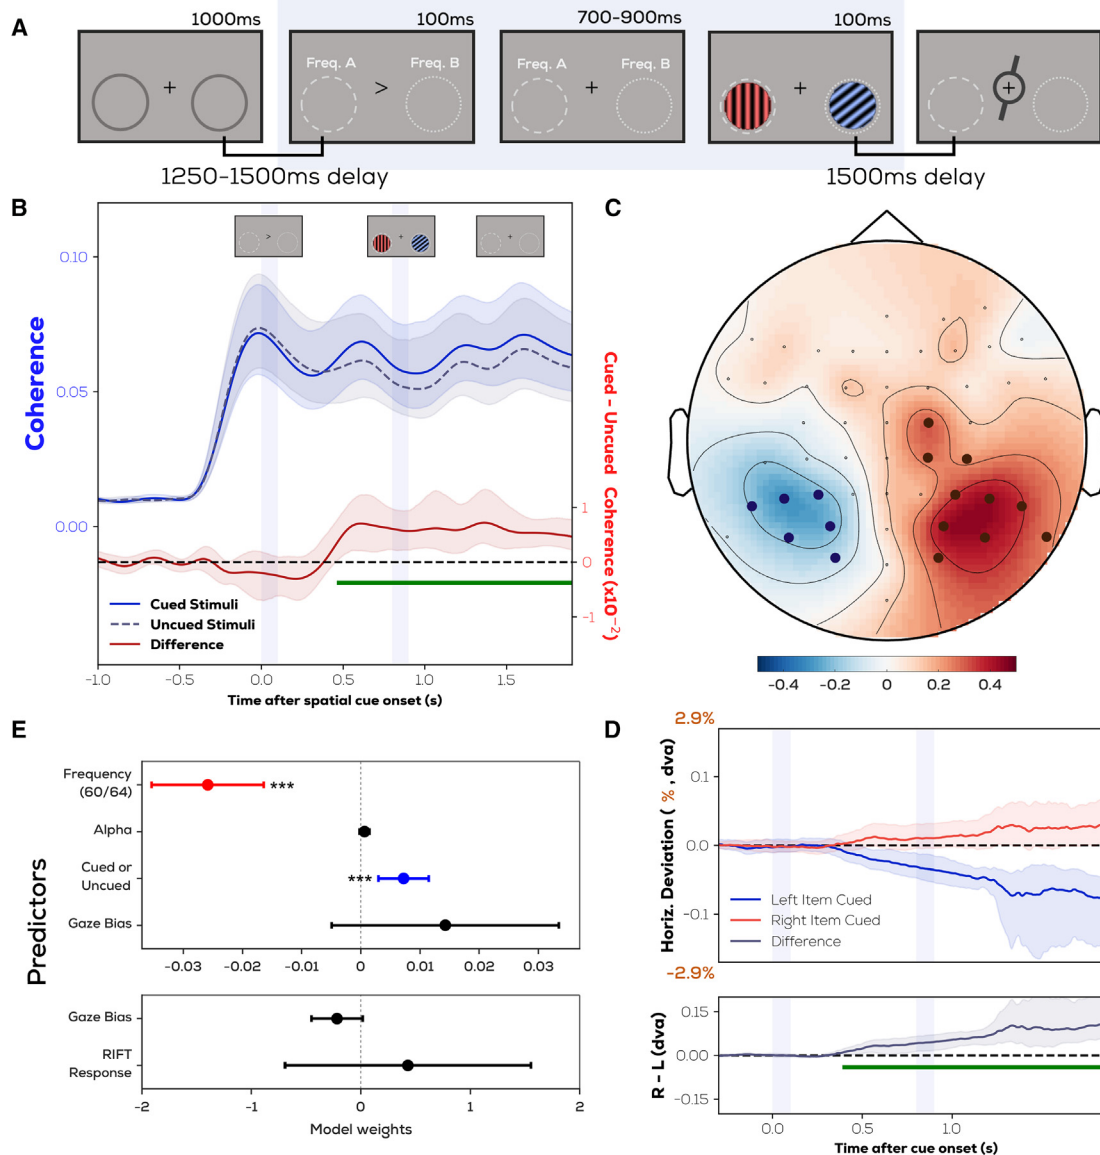 A
1000ms
100ms
700-900ms
100ms
+
Freq. A
>
Freq. B
Freq. A
+
Freq. B
+
+
1250-1500ms delay
1500ms delay
B
Coherence
0.10
0.05
0.00
> + +
Cued - Uncued Coherence (x10⁻²)
1
0
-1
Cued Stimuli
Uncued Stimuli
Difference
-1.0 -0.5 0.0 0.5 1.0 1.5
Time after spatial cue onset (s)
C
-0.4 -0.2 0 0.2 0.4
E
Predictors
Frequency
(60/64)
***
Alpha
Cued or
Uncued
***
Gaze Bias
-0.03 -0.02 -0.01 0 0.01 0.02 0.03
Gaze Bias
RIFT
Response
-2 -1 0 1 2
Model weights
D
2.9%
Horiz. Deviation ( %, dva)
0.1
0.0
-0.1
-2.9%
Left Item Cued
Right Item Cued
Difference
R - L (dva)
0.15
0.00
-0.15
0.0 0.5 1.0
Time after cue onset (s)